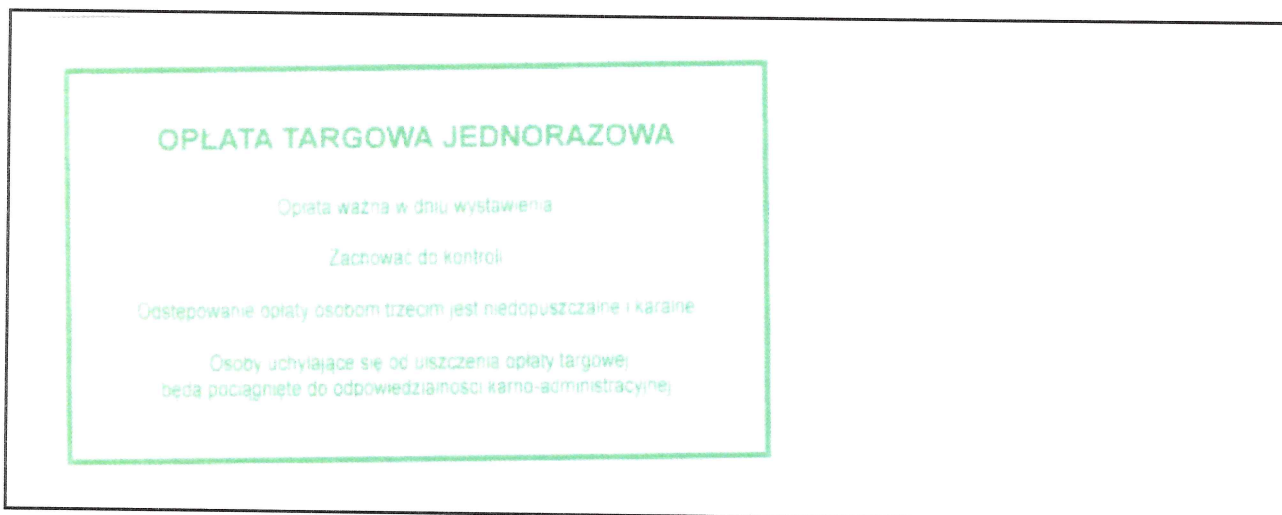 OPŁATA TARGOWA JEDNORAZOWA
Opłata ważna w dniu wystawienia
Zachować do kontroli
Odstępowanie opłaty osobom trzecim jest niedopuszczalne i karalne
Osoby uchylające się od uiszczenia opłaty targowej
będą pociągnięte do odpowiedzialności karno-administracyjnej